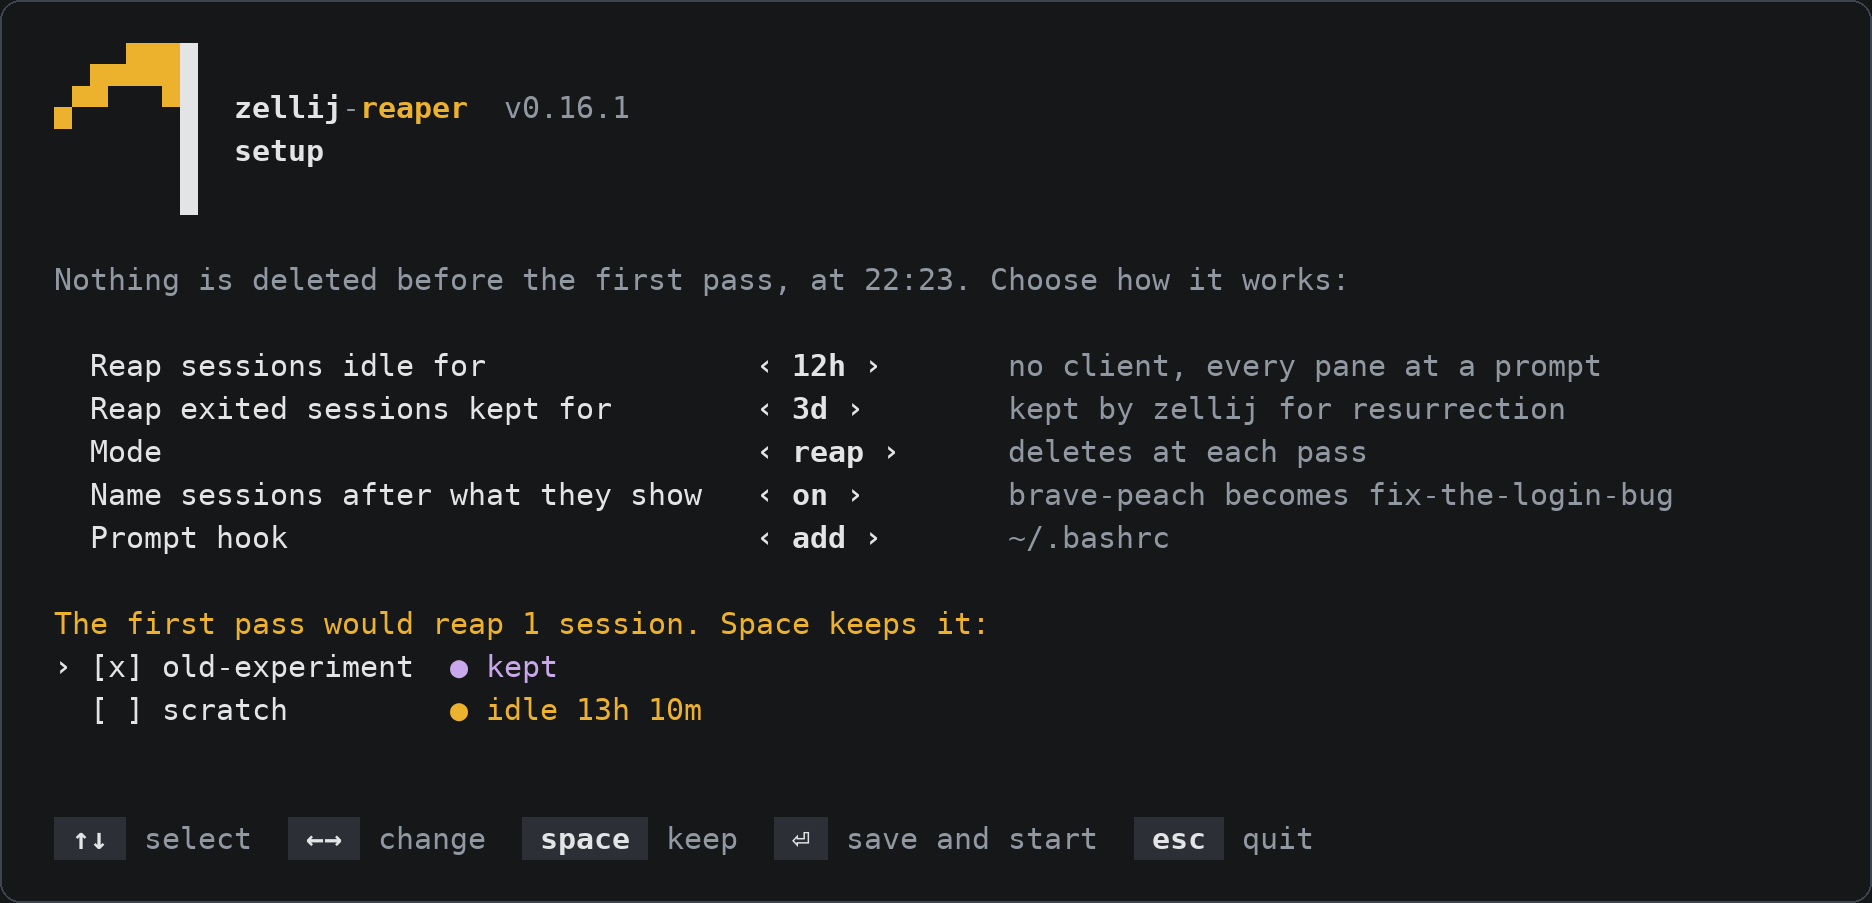 zellij-reaper v0.16.1
setup
Nothing is deleted before the first pass, at 22:23. Choose how it works:
Reap sessions idle for ‹ 12h › no client, every pane at a prompt
Reap exited sessions kept for ‹ 3d › kept by zellij for resurrection
Mode ‹ reap › deletes at each pass
Name sessions after what they show ‹ on › brave-peach becomes fix-the-login-bug
Prompt hook ‹ add › ~/.bashrc
The first pass would reap 1 session. Space keeps it:
› [x] old-experiment ● kept
[ ] scratch ● idle 13h 10m
↑↓ select ←→ change space keep ⏎ save and start esc quit